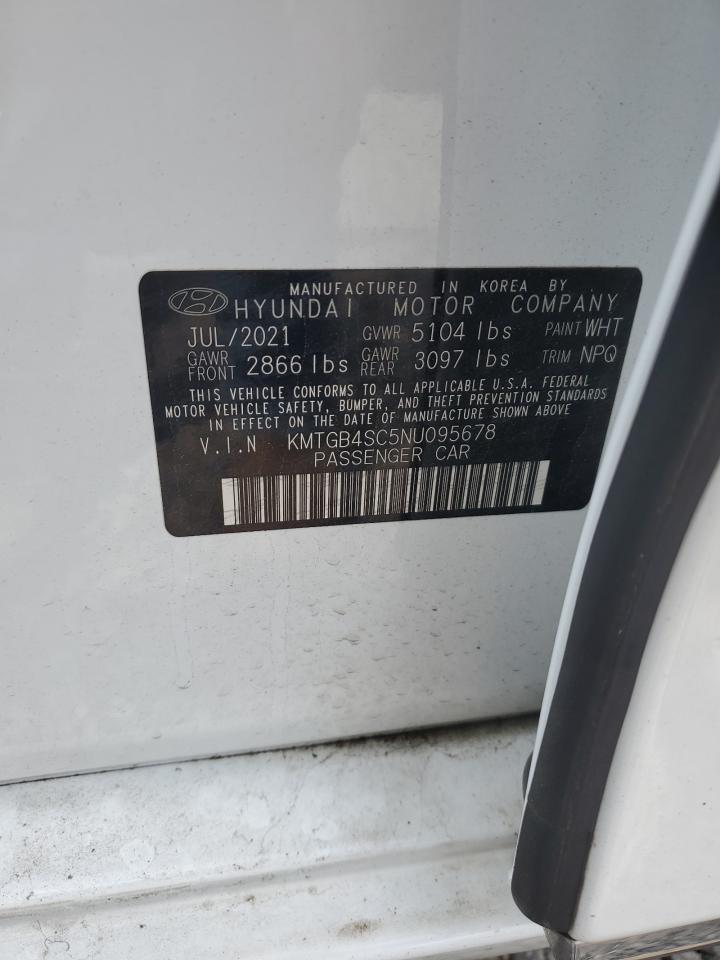 MANUFACTURED IN KOREA BY
HYUNDAI MOTOR COMPANY
JUL/2021 GVWR 5104 lbs PAINT WHT
GAWR FRONT 2866 lbs GAWR REAR 3097 lbs TRIM NPQ
THIS VEHICLE CONFORMS TO ALL APPLICABLE U.S.A. FEDERAL
MOTOR VEHICLE SAFETY, BUMPER, AND THEFT PREVENTION STANDARDS
IN EFFECT ON THE DATE OF MANUFACTURE SHOWN ABOVE
V.I.N KMTGB4SC5NU095678
PASSENGER CAR